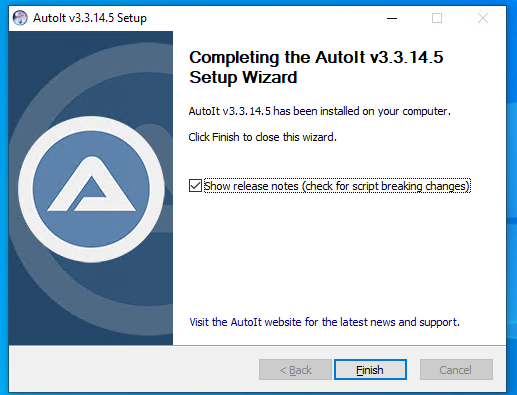 AutoIt v3.3.14.5 Setup
Completing the AutoIt v3.3.14.5
Setup Wizard
AutoIt v3.3.14.5 has been installed on your computer.
Click Finish to close this wizard.
Show release notes (check for script breaking changes)
Visit the AutoIt website for the latest news and support.
< Back
Finish
Cancel